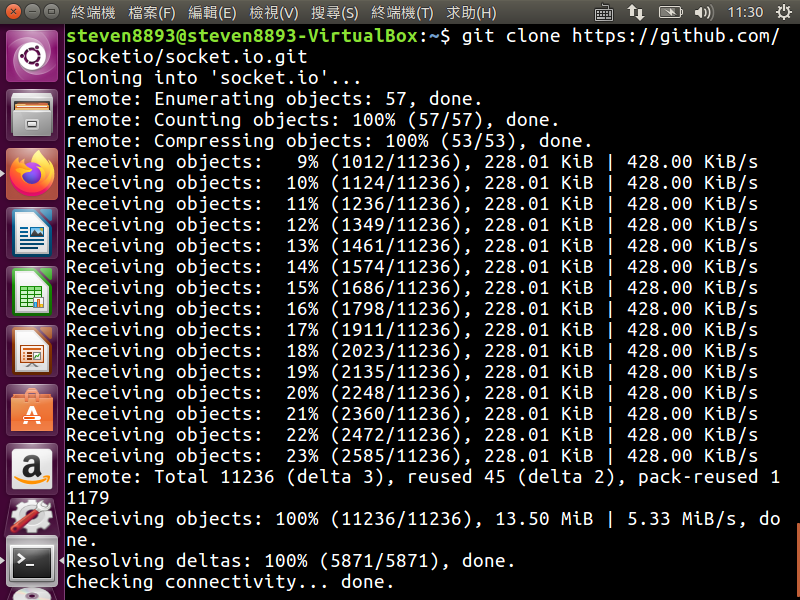 終端機 檔案(F) 編輯(E) 檢視(V) 搜尋(S) 終端機(T) 求助(H) 11:30
steven8893@steven8893-VirtualBox:~$ git clone https://github.com/
socketio/socket.io.git
Cloning into 'socket.io'...
remote: Enumerating objects: 57, done.
remote: Counting objects: 100% (57/57), done.
remote: Compressing objects: 100% (53/53), done.
Receiving objects:   9% (1012/11236), 228.01 KiB | 428.00 KiB/s
Receiving objects:  10% (1124/11236), 228.01 KiB | 428.00 KiB/s
Receiving objects:  11% (1236/11236), 228.01 KiB | 428.00 KiB/s
Receiving objects:  12% (1349/11236), 228.01 KiB | 428.00 KiB/s
Receiving objects:  13% (1461/11236), 228.01 KiB | 428.00 KiB/s
Receiving objects:  14% (1574/11236), 228.01 KiB | 428.00 KiB/s
Receiving objects:  15% (1686/11236), 228.01 KiB | 428.00 KiB/s
Receiving objects:  16% (1798/11236), 228.01 KiB | 428.00 KiB/s
Receiving objects:  17% (1911/11236), 228.01 KiB | 428.00 KiB/s
Receiving objects:  18% (2023/11236), 228.01 KiB | 428.00 KiB/s
Receiving objects:  19% (2135/11236), 228.01 KiB | 428.00 KiB/s
Receiving objects:  20% (2248/11236), 228.01 KiB | 428.00 KiB/s
Receiving objects:  21% (2360/11236), 228.01 KiB | 428.00 KiB/s
Receiving objects:  22% (2472/11236), 228.01 KiB | 428.00 KiB/s
Receiving objects:  23% (2585/11236), 228.01 KiB | 428.00 KiB/s
remote: Total 11236 (delta 3), reused 45 (delta 2), pack-reused 1
1179
Receiving objects: 100% (11236/11236), 13.50 MiB | 5.33 MiB/s, do
ne.
Resolving deltas: 100% (5871/5871), done.
Checking connectivity... done.